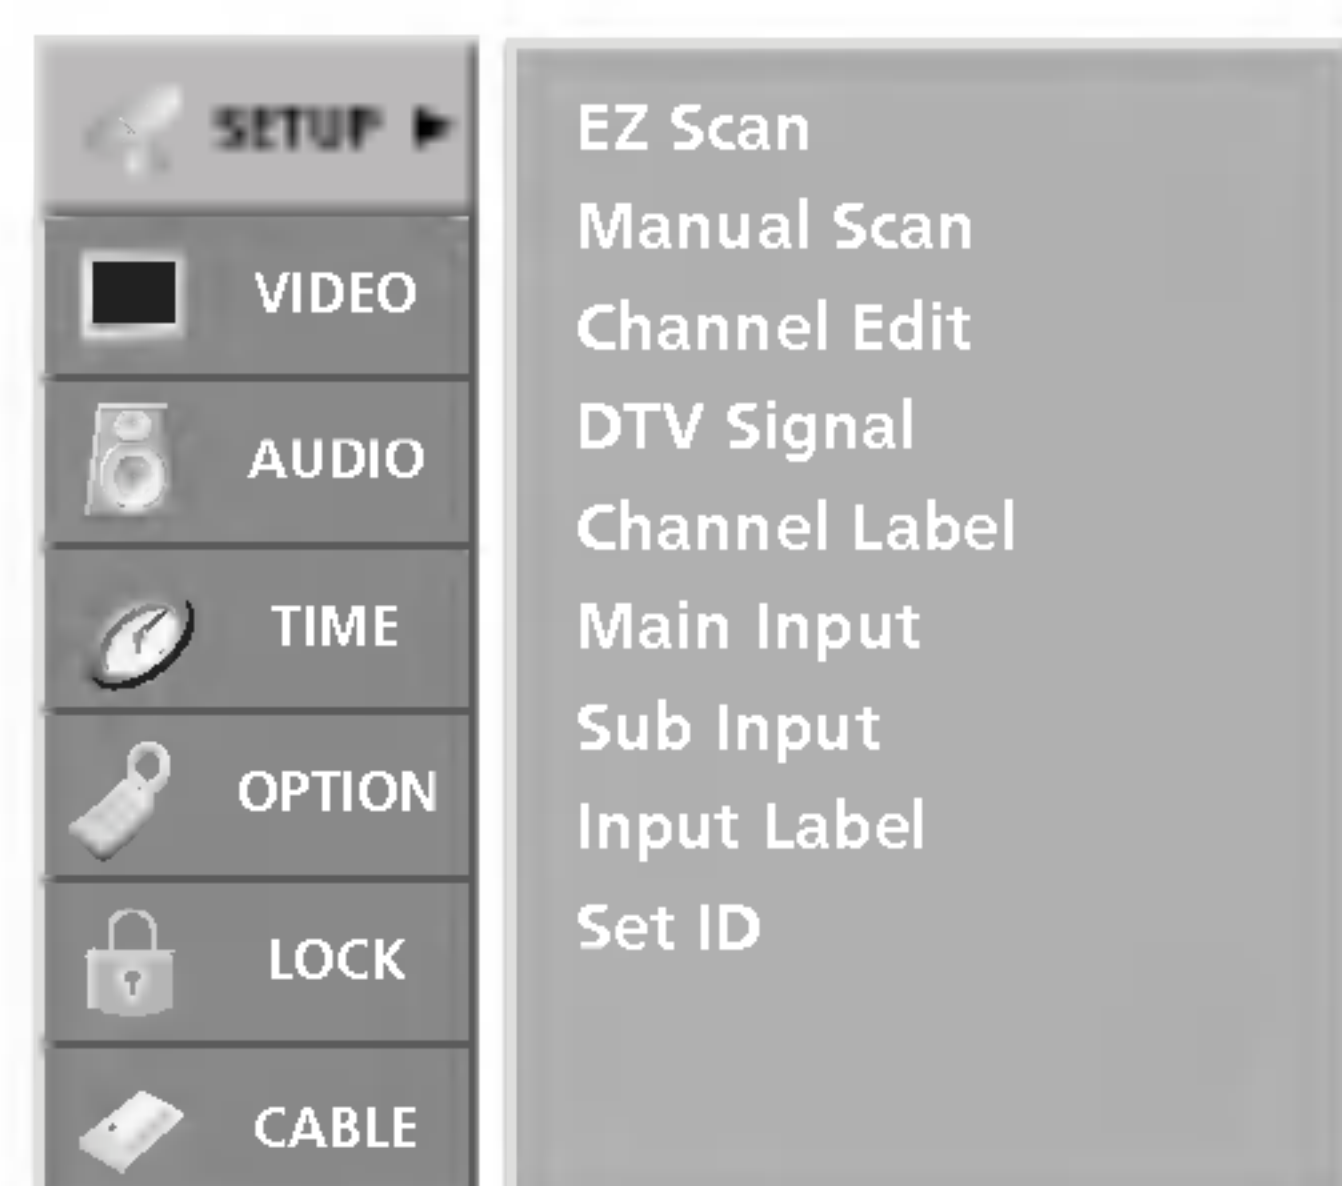 SETUP ►
VIDEO
AUDIO
TIME
OPTION
LOCK
CABLE
EZ Scan
Manual Scan
Channel Edit
DTV Signal
Channel Label
Main Input
Sub Input
Input Label
Set ID